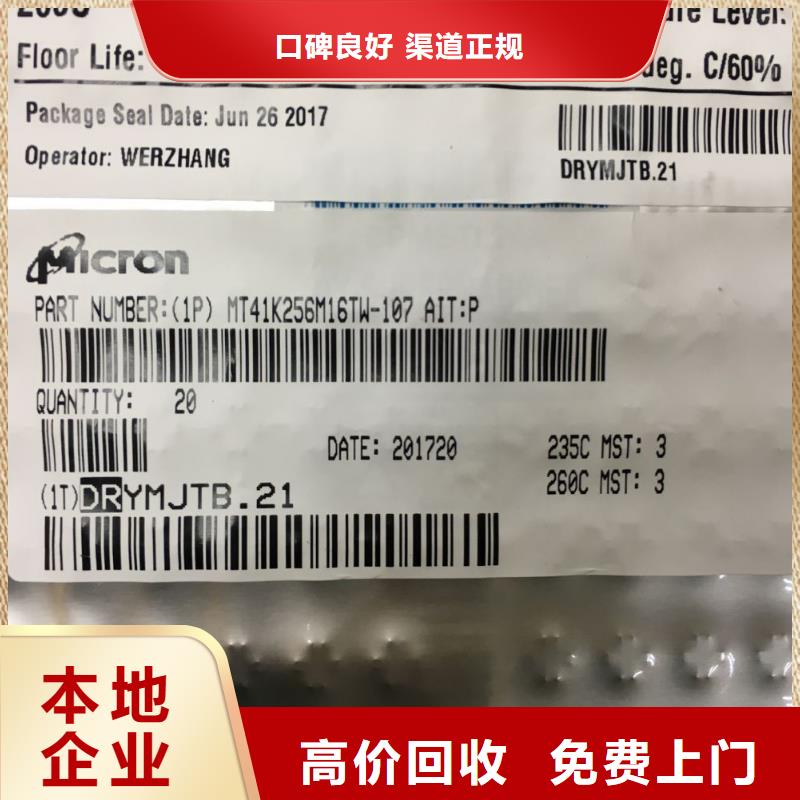 口碑良好 渠道正规
Floor Life:
deg. C/60%
Package Seal Date: Jun 26 2017
Operator: WERZHANG
DRYMJTB.21
Micron
PART NUMBER:(1P) MT41K256M16TW-107 AIT:P
QUANTITY: 20
DATE: 201720
235C MST: 3
260C MST: 3
(1T)DRYMJTB.21
本地
企业
高价回收 免费上门